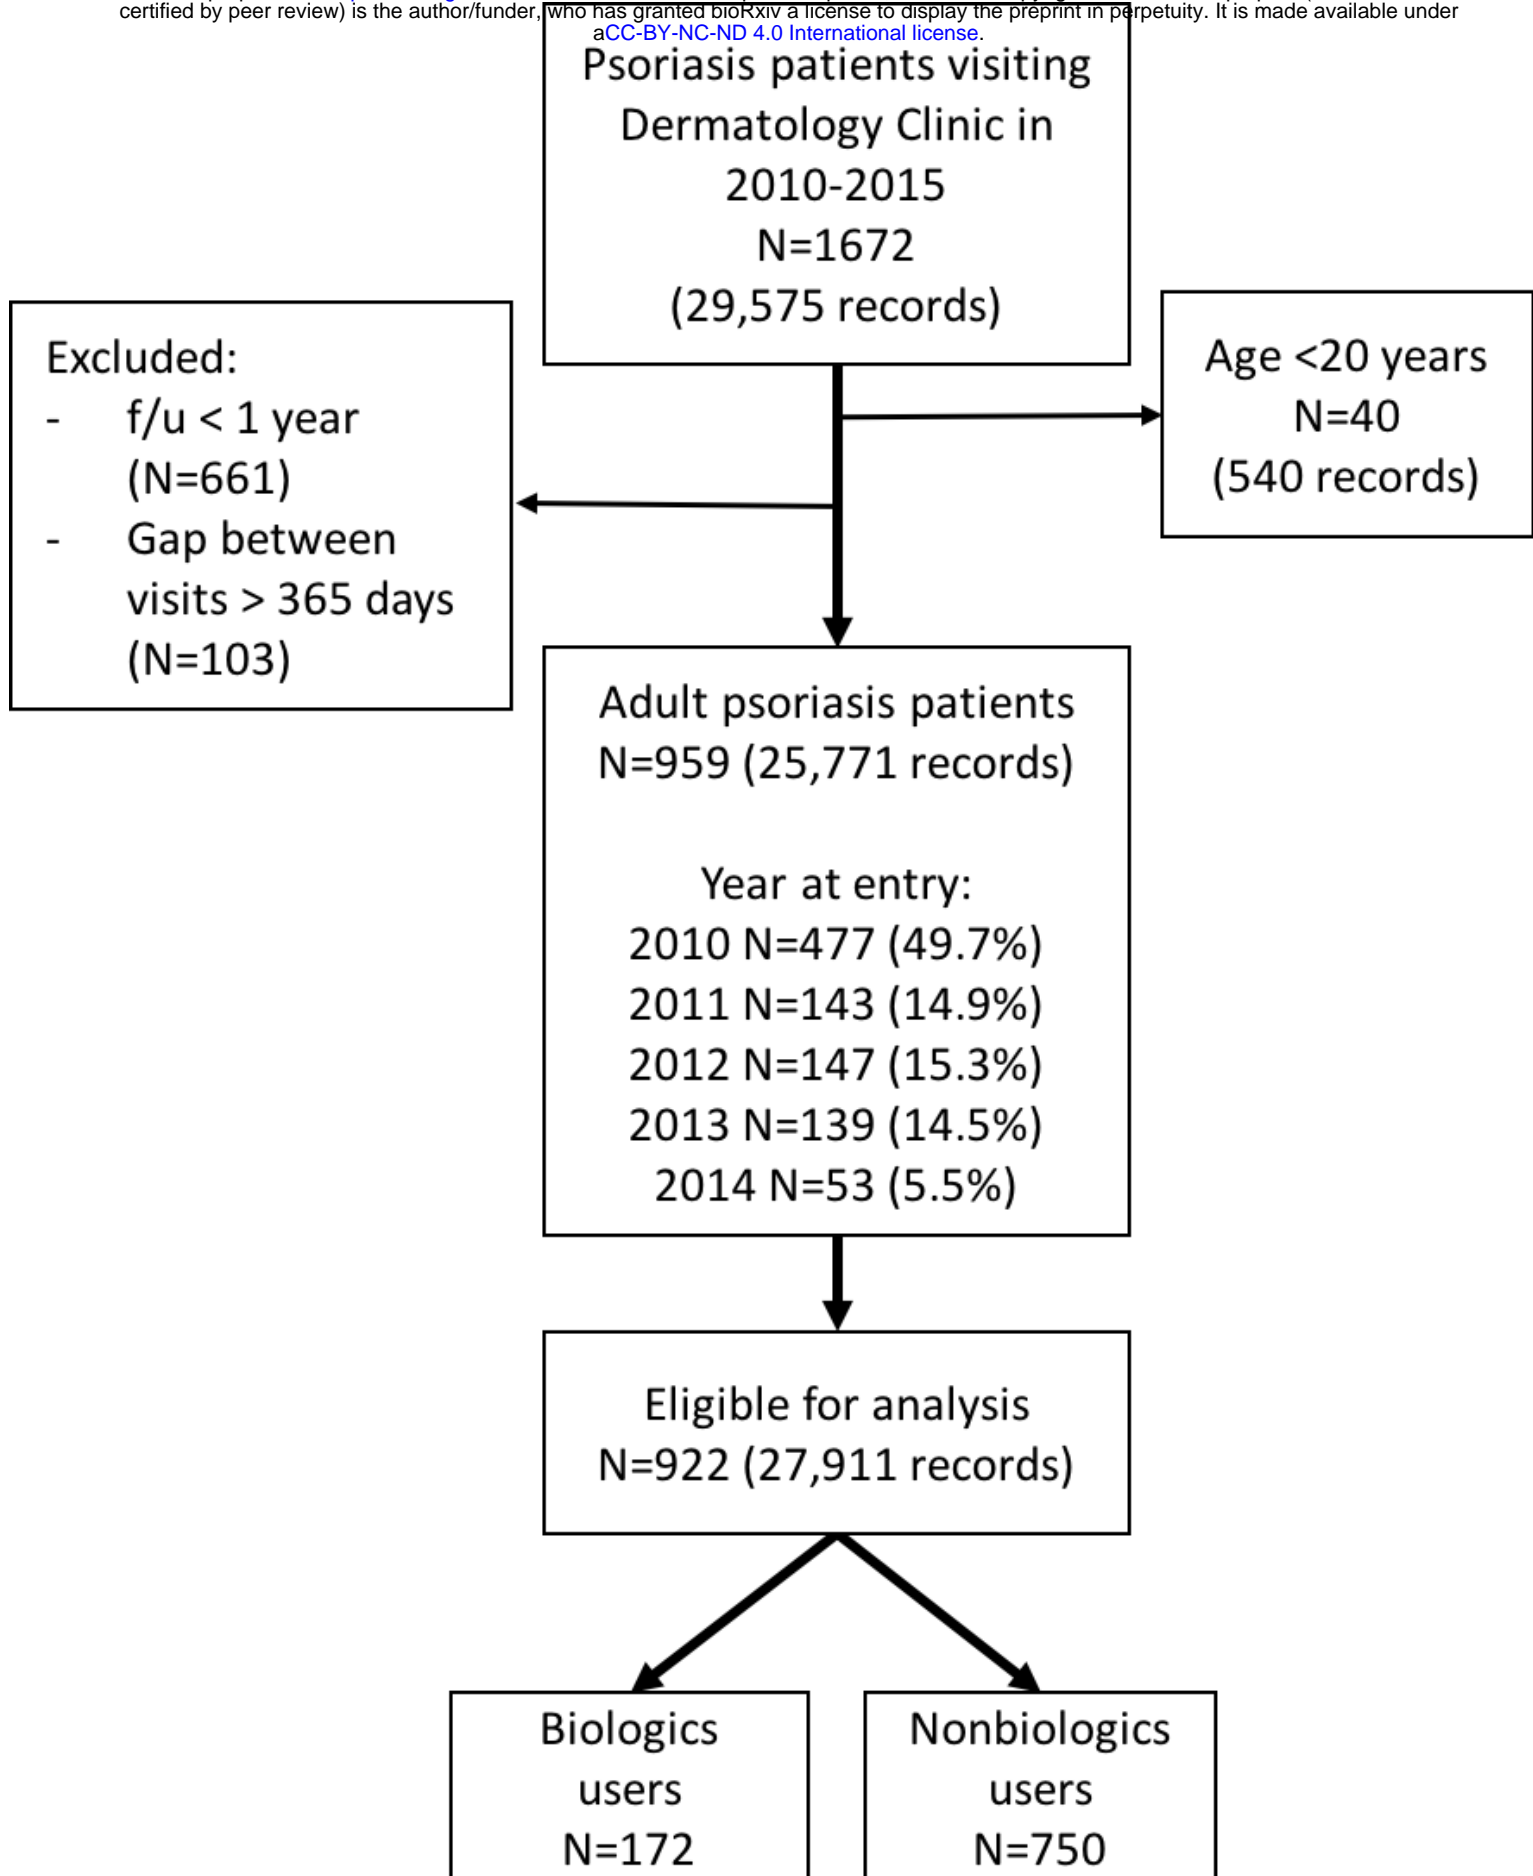 certified by peer review) is the author/funder, who has granted bioRxiv a license to display the preprint in perpetuity. It is made available under
aCC-BY-NC-ND 4.0 International license.
Psoriasis patients visiting
Dermatology Clinic in
2010-2015
N=1672
(29,575 records)
Age <20 years
N=40
(540 records)
Excluded:
- f/u < 1 year
(N=661)
- Gap between
visits > 365 days
(N=103)
Adult psoriasis patients
N=959 (25,771 records)
Year at entry:
2010 N=477 (49.7%)
2011 N=143 (14.9%)
2012 N=147 (15.3%)
2013 N=139 (14.5%)
2014 N=53 (5.5%)
Eligible for analysis
N=922 (27,911 records)
Biologics
users
N=172
Nonbiologics
users
N=750